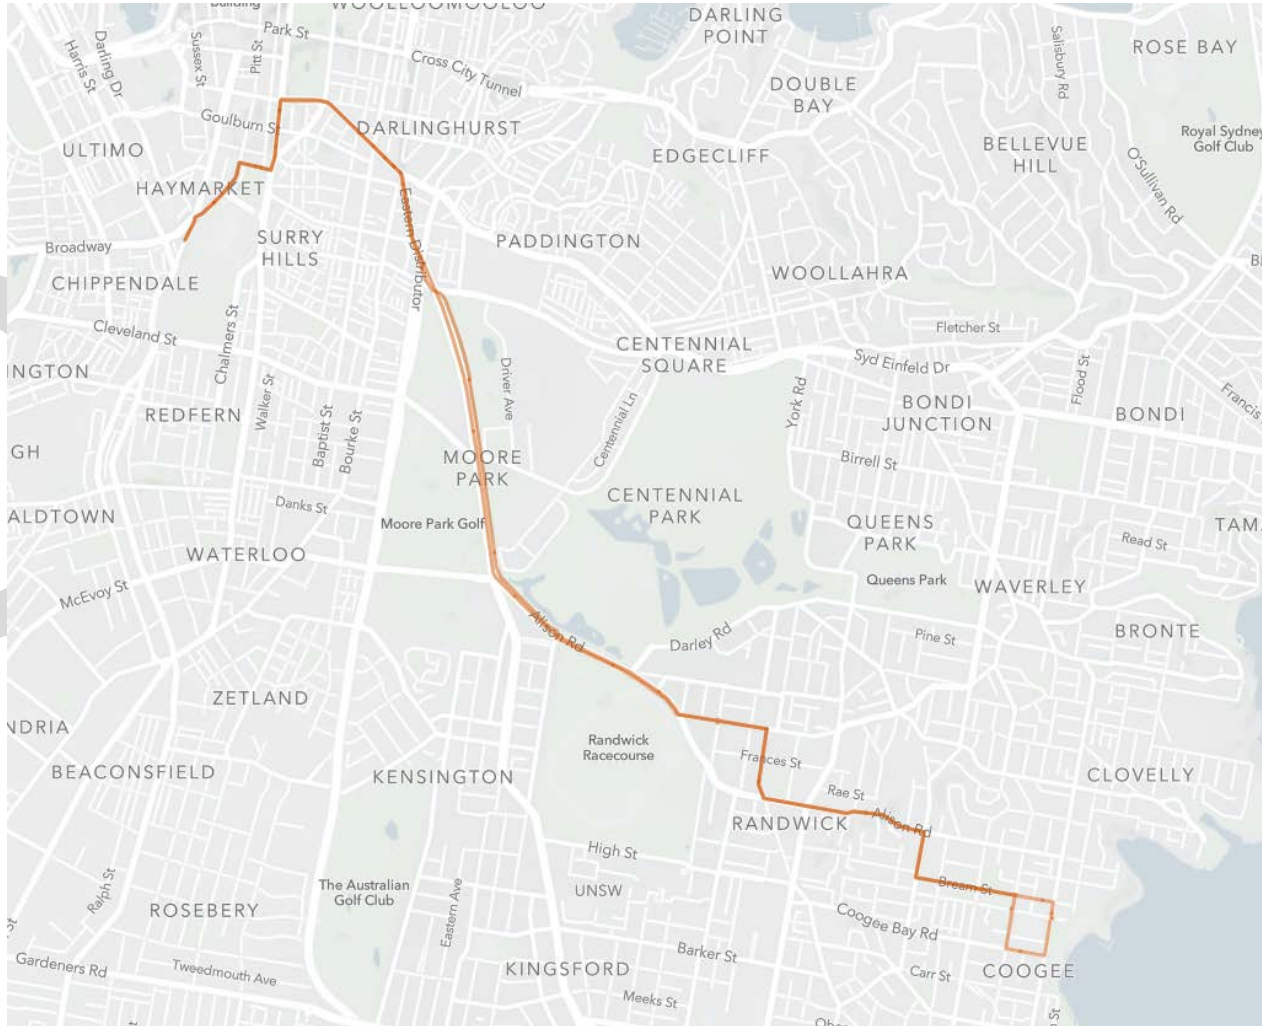 WOOLLOOMOOLOO
Building
Park St
Pitt St
Sussex St
Darling Dr
Harris St
DARLING
POINT
ROSE BAY
Salisbury Rd
Cross City Tunnel
DOUBLE
BAY
Goulburn St
DARLINGHURST
ULTIMO
EDGECLIFF
BELLEVUE
HILL
Royal Sydney
Golf Club
O'Sullivan Rd
HAYMARKET
Eastern Distributor
Broadway
SURRY
HILLS
PADDINGTON
WOOLLAHRA
CHIPPENDALE
Cleveland St
Chalmers St
Fletcher St
CENTENNIAL
SQUARE
Syd Einfeld Dr
Flood St
Driver Ave
INGTON
Walker St
York Rd
Francis
REDFERN
Baptist St
Bourke St
Centennial Ln
BONDI
JUNCTION
BONDI
GH
MOORE
PARK
Birrell St
Danks St
CENTENNIAL
PARK
ALDTOWN
Moore Park Golf
QUEENS
PARK
TAM
Read St
WATERLOO
Queens Park
WAVERLEY
McEvoy St
Alison Rd
Darley Rd
Pine St
BRONTE
ZETLAND
NDRIA
Randwick
Racecourse
Frances St
BEACONSFIELD
KENSINGTON
CLOVELLY
Rae St
Alison Rd
RANDWICK
High St
Ralph St
The Australian
Golf Club
UNSW
Bream St
ROSEBERY
Eastern Ave
Coogee Bay Rd
St
Barker St
Gardeners Rd
Tweedmouth Ave
KINGSFORD
Carr St
COOGEE
Meeks St
St